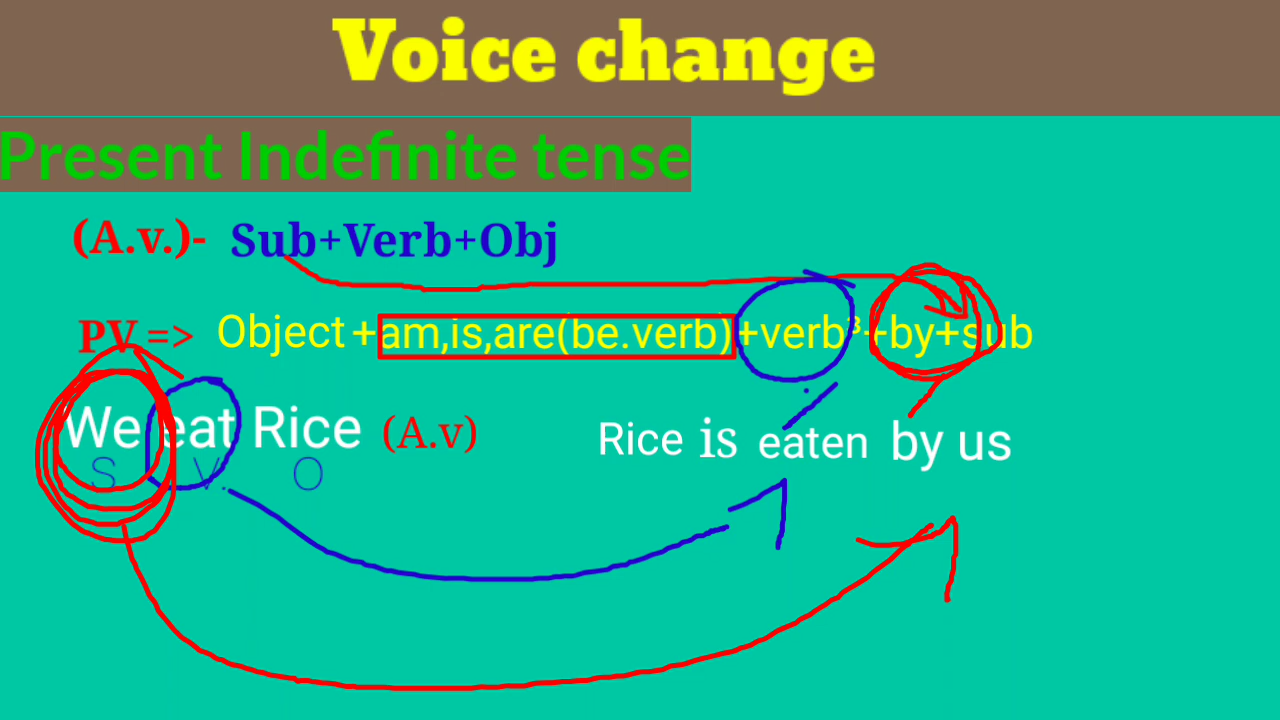 Voice change
Present Indefinite tense
(A.v.)- Sub+Verb+Obj
PV => Object +am,is,are(be.verb)+verb³+by+sub
We eat Rice (A.v) Rice is eaten by us
S V. O